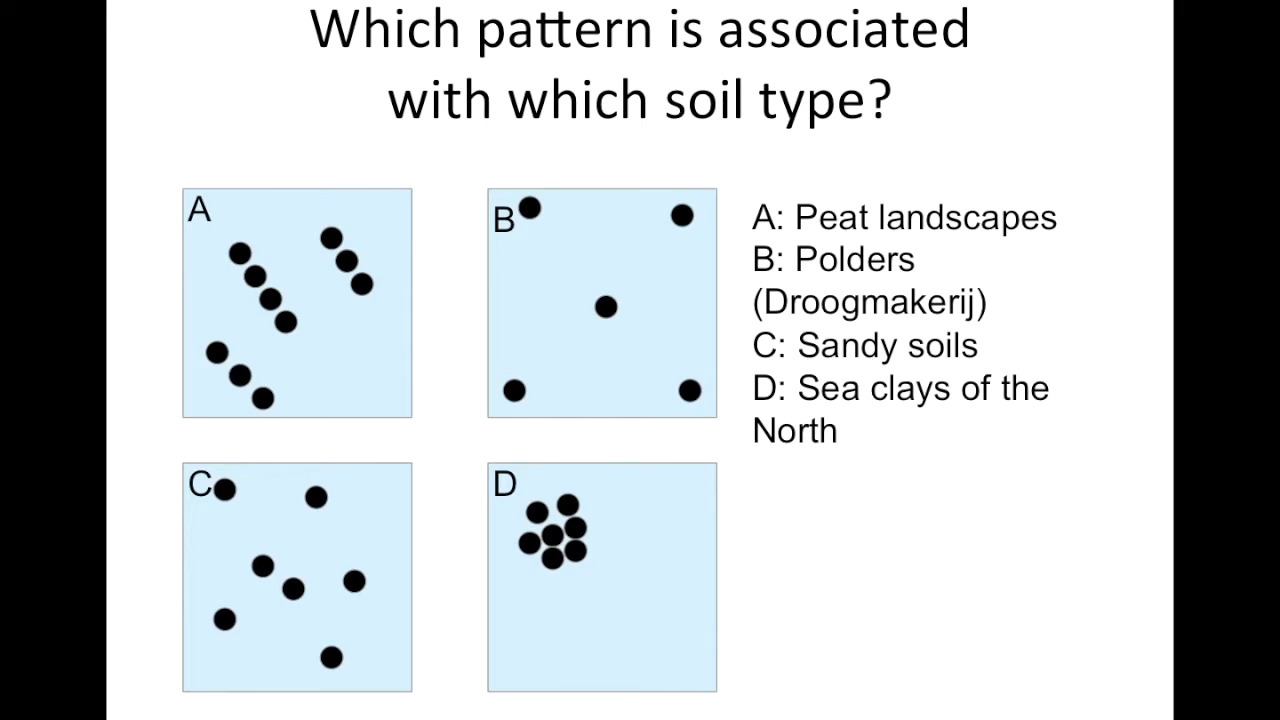 Which pattern is associated
with which soil type?
A
B
A: Peat landscapes
B: Polders
(Droogmakerij)
C: Sandy soils
D: Sea clays of the
North
C
D